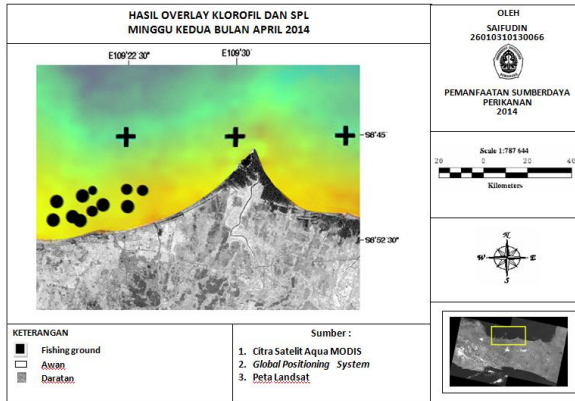 HASIL OVERLAY KLOROFIL DAN SPL
MINGGU KEDUA BULAN APRIL 2014
E109°22'30"
E109°30'
S6°45'
S6°52'30"
OLEH
SAIFUDIN
26010310130066
PEMANFAATAN SUMBERDAYA
PERIKANAN
2014
Scale 1:787 644
20 0 20 40
Kilometers
N
W E
S
KETERANGAN
Fishing ground
Awan
Daratan
Sumber :
1. Citra Satelit Aqua MODIS
2. Global Positioning System
3. Peta Landsat